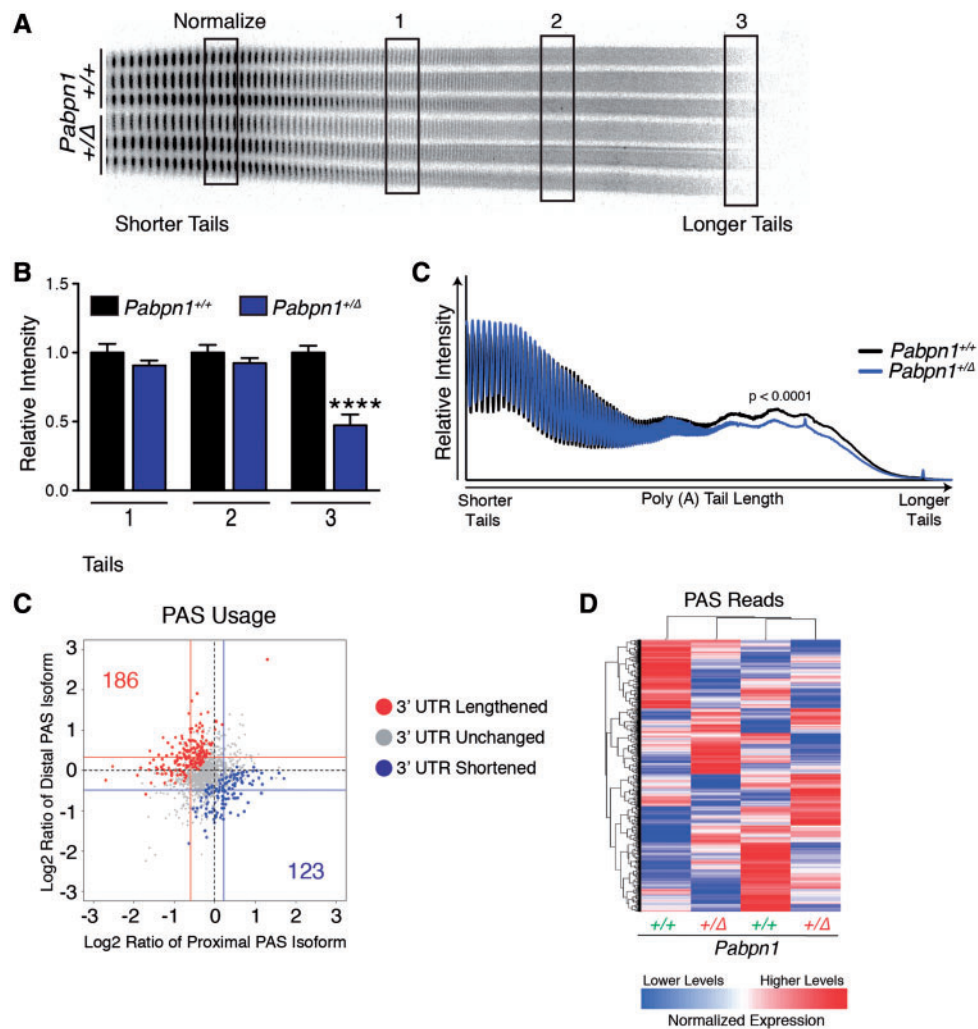 A
Normalize
1
2
3
Pabpn1
+/+
+/Δ
Shorter Tails
Longer Tails
B
Relative Intensity
1.5
1.0
0.5
0.0
Pabpn1+/+
Pabpn1+/Δ
****
1
2
3
Tails
C
Relative Intensity
Pabpn1+/+
Pabpn1+/Δ
p < 0.0001
Shorter
Tails
Poly (A) Tail Length
Longer
Tails
C
PAS Usage
Log2 Ratio of Distal PAS Isoform
3
2
1
0
-1
-2
-3
186
123
-3
-2
-1
0
1
2
3
Log2 Ratio of Proximal PAS Isoform
3' UTR Lengthened
3' UTR Unchanged
3' UTR Shortened
D
PAS Reads
+/+
+/Δ
+/+
+/Δ
Pabpn1
Lower Levels
Higher Levels
Normalized Expression